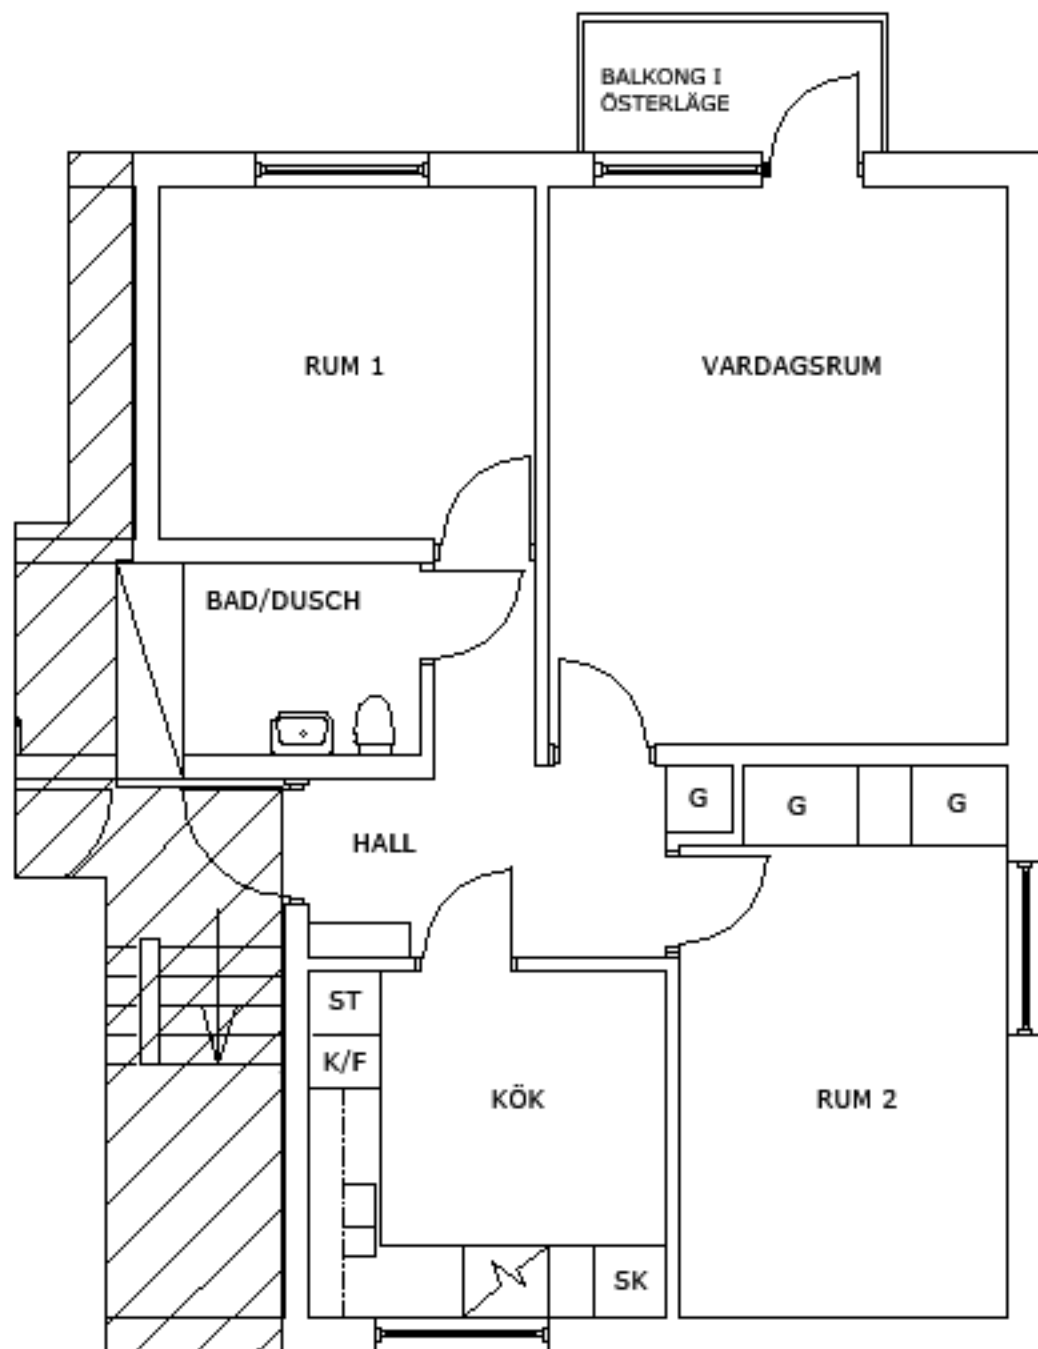 BALKONG I
ÖSTERLÄGE
RUM 1
VARDAGSRUM
BAD/DUSCH
G
G
G
HALL
ST
K/F
KÖK
RUM 2
SK